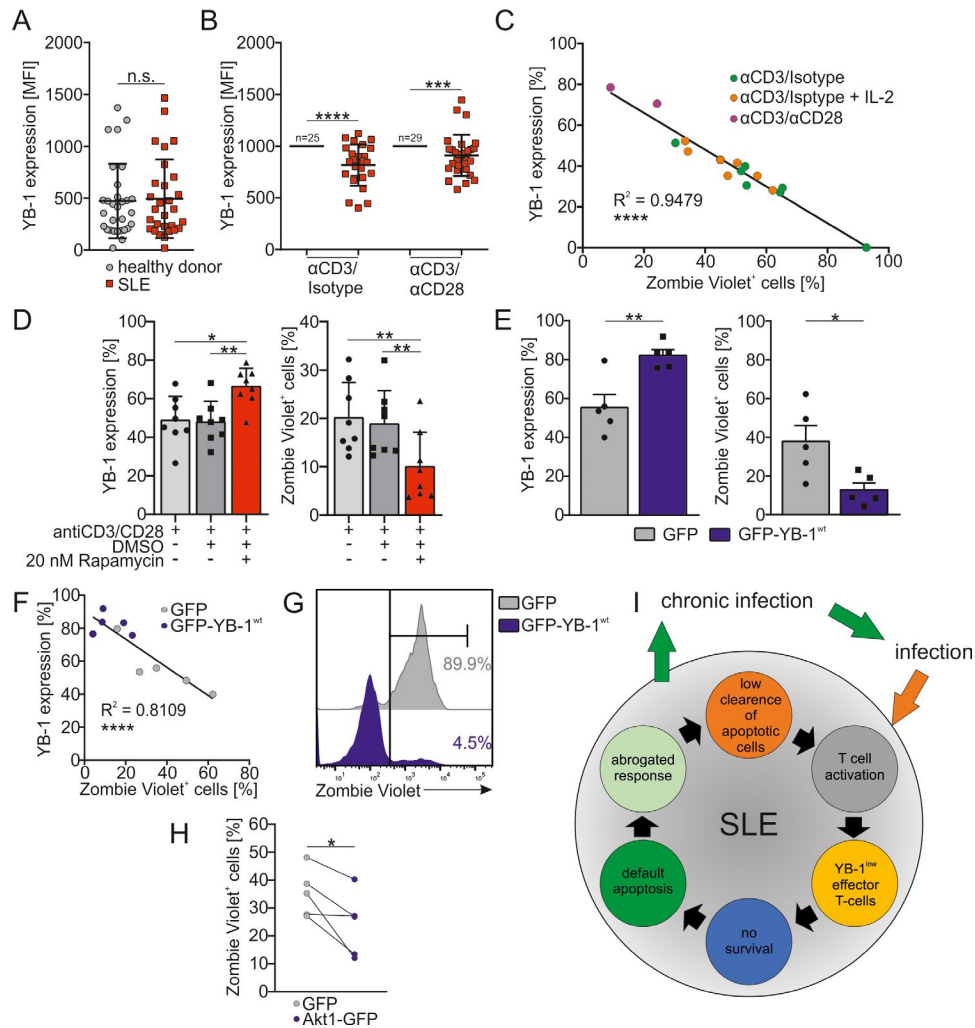 A
YB-1 expression [MFI]
2000
1500
1000
500
0
n.s.
healthy donor
SLE
B
YB-1 expression [MFI]
2000
1500
1000
500
0
****
***
n=25
n=29
αCD3/
Isotype
αCD3/
αCD28
C
YB-1 expression [%]
100
80
60
40
20
0
αCD3/Isotype
αCD3/Isptype + IL-2
αCD3/αCD28
R² = 0.9479
****
0 20 40 60 80 100
Zombie Violet⁺ cells [%]
D
YB-1 expression [%]
100
80
60
40
20
0
*
**
Zombie Violet⁺ cells [%]
40
30
20
10
0
**
**
antiCD3/CD28 + + + + + +
DMSO - + + - + +
20 nM Rapamycin - - + - - +
E
YB-1 expression [%]
100
80
60
40
20
0
**
Zombie Violet⁺ cells [%]
100
80
60
40
20
0
*
GFP
GFP-YB-1ʷᵗ
F
YB-1 expression [%]
100
80
60
40
20
0
GFP
GFP-YB-1ʷᵗ
R² = 0.8109
****
0 20 40 60 80
Zombie Violet⁺ cells [%]
G
GFP
GFP-YB-1ʷᵗ
89.9%
4.5%
10¹ 10² 10³ 10⁴ 10⁵
Zombie Violet
H
Zombie Violet⁺ cells [%]
60
50
40
30
20
10
0
*
GFP
Akt1-GFP
I
chronic infection
infection
low
clearence
of
apoptotic
cells
T cell
activation
YB-1ˡᵒʷ
effector
T-cells
no
survival
default
apoptosis
abrogated
response
SLE